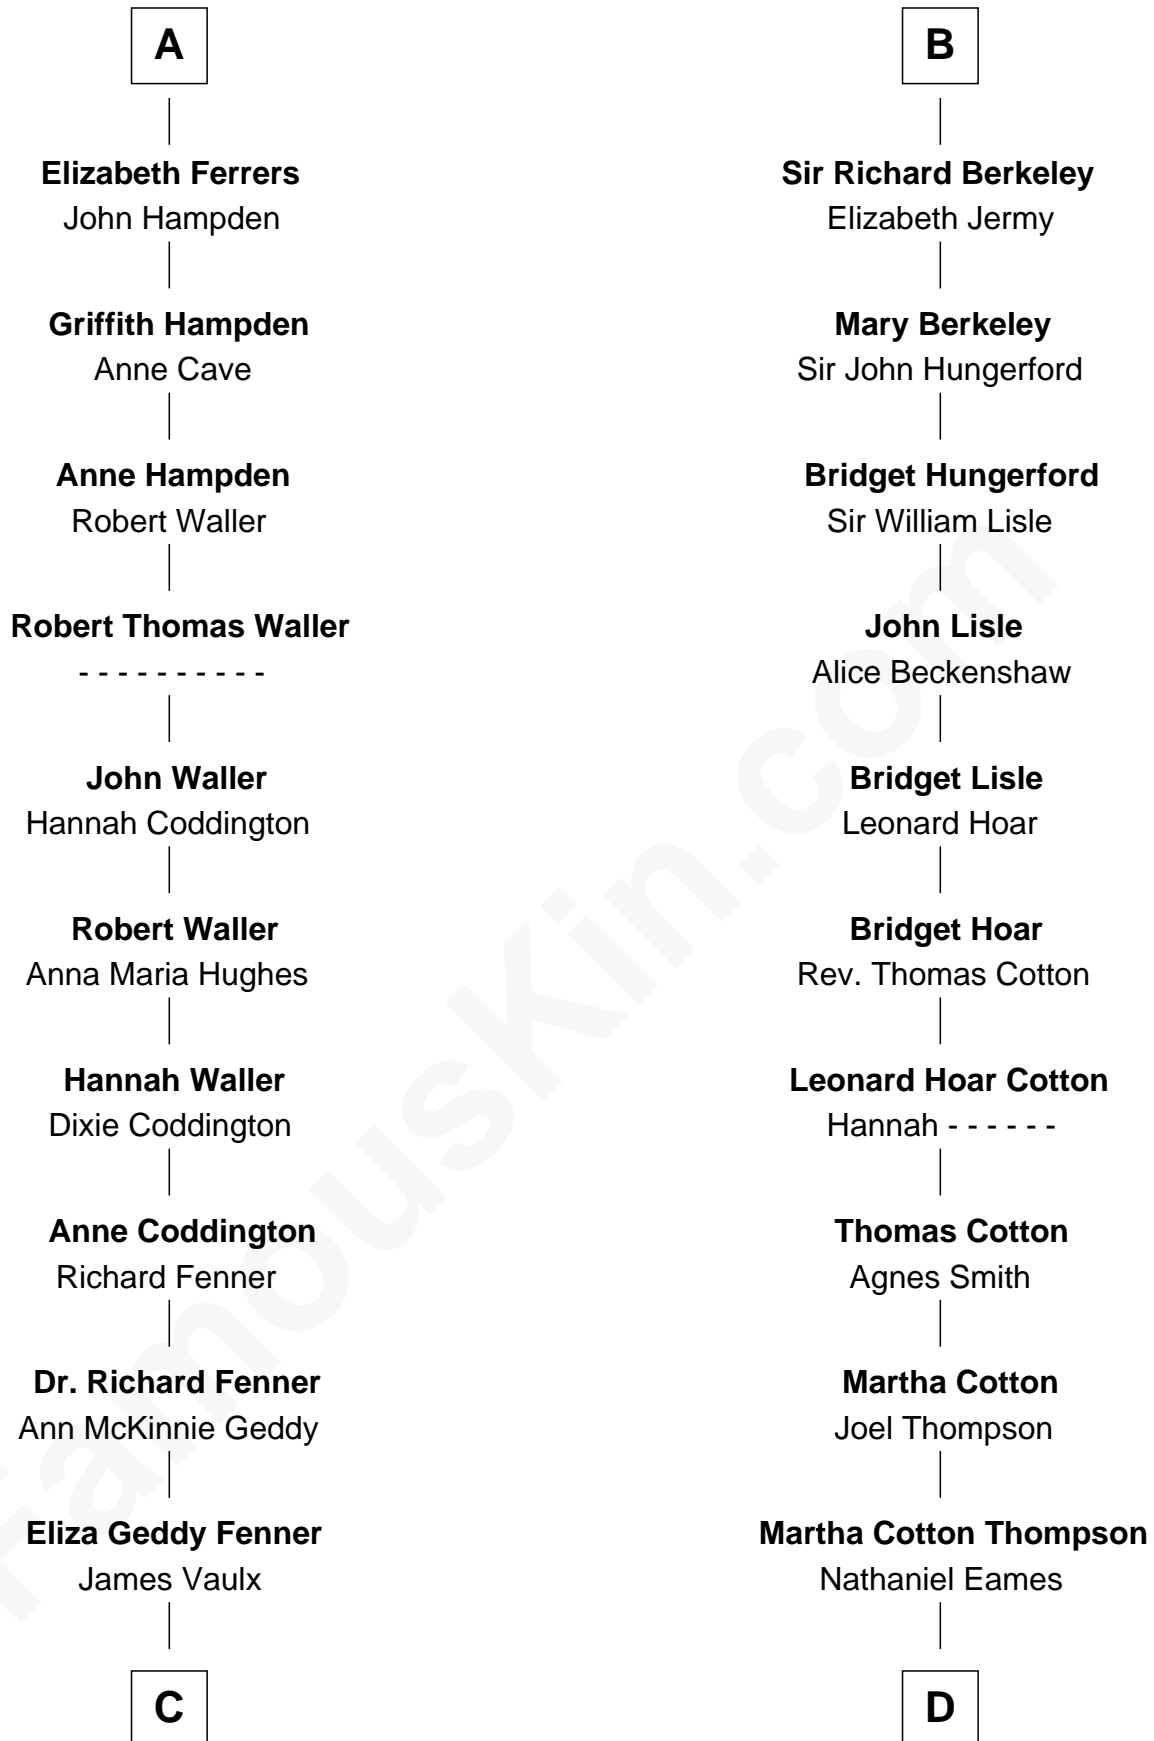 A
Elizabeth Ferrers
John Hampden
Griffith Hampden
Anne Cave
Anne Hampden
Robert Waller
Robert Thomas Waller
- - - - - - - - - -
John Waller
Hannah Coddington
Robert Waller
Anna Maria Hughes
Hannah Waller
Dixie Coddington
Anne Coddington
Richard Fenner
Dr. Richard Fenner
Ann McKinnie Geddy
Eliza Geddy Fenner
James Vaulx
C
B
Sir Richard Berkeley
Elizabeth Jermy
Mary Berkeley
Sir John Hungerford
Bridget Hungerford
Sir William Lisle
John Lisle
Alice Beckenshaw
Bridget Lisle
Leonard Hoar
Bridget Hoar
Rev. Thomas Cotton
Leonard Hoar Cotton
Hannah - - - - - -
Thomas Cotton
Agnes Smith
Martha Cotton
Joel Thompson
Martha Cotton Thompson
Nathaniel Eames
D
FamousKin.com